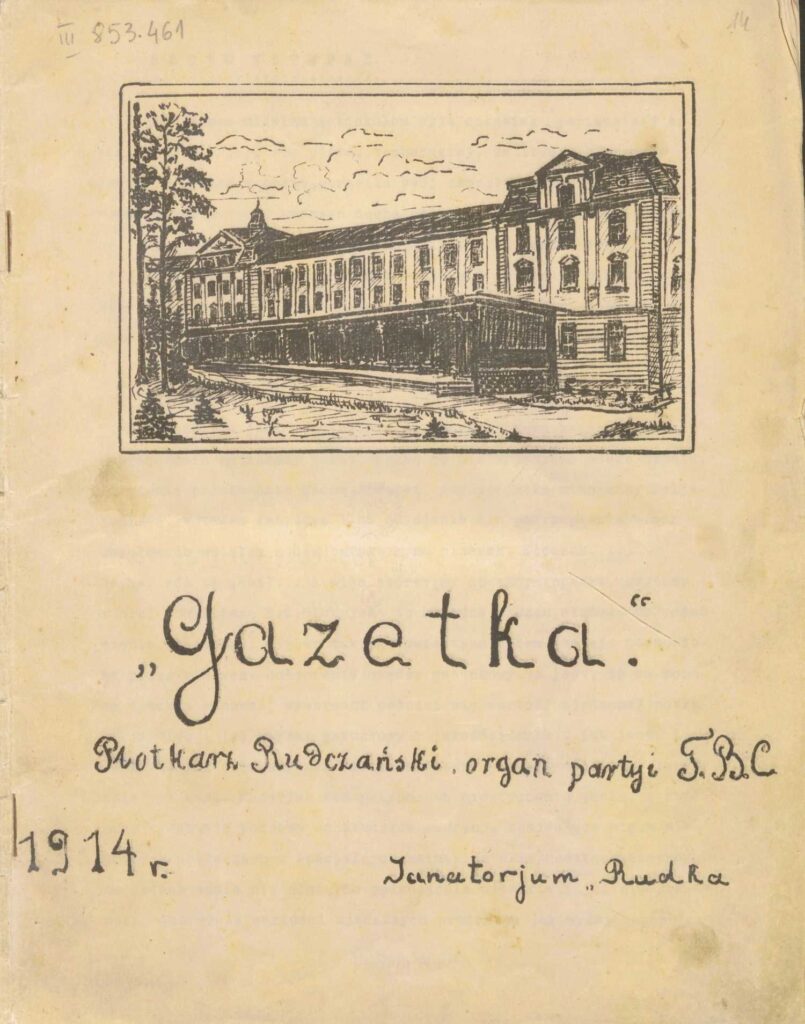 III 853.461
14
„Gazetka.“
Plotkarz Rudczański, organ partyi T.B.C
1914 r.
Sanatorjum „Rudka